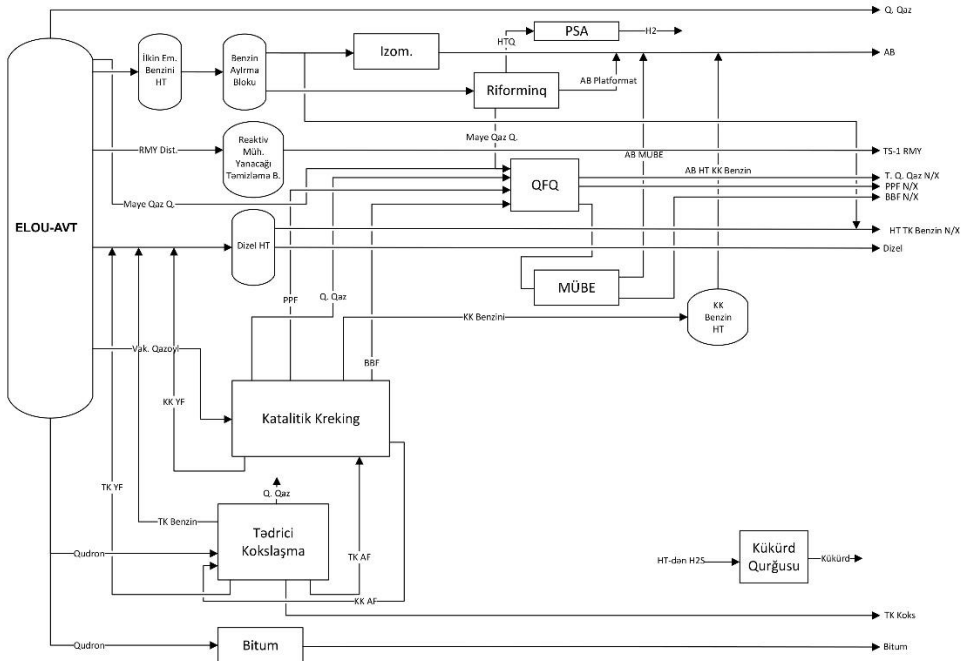 Q. Qaz
PSA
H2
HTQ
İlkin Em.
Benzini
HT
Benzin
Ayırma
Bloku
Izom.
AB
Riforminq
AB Platformat
Maye Qaz Q.
RMY Dist.
Reaktiv
Müh.
Yanacağı
Təmizləmə B.
TS-1 RMY
AB MÜBE
AB HT KK Benzin
QFQ
T. Q. Qaz N/X
PPF N/X
BBF N/X
Maye Qaz Q.
ELOU-AVT
Dizel HT
HT TK Benzin N/X
Dizel
MÜBE
Q. Qaz
PPF
KK Benzini
KK
Benzin
HT
Vak. Qazoyl
BBF
KK YF
Katalitik Kreking
TK YF
Q. Qaz
TK Benzin
Tədrici
Kokslaşma
TK AF
Qudron
KK AF
HT-dən H2S
Kükürd
Qurğusu
Kükürd
TK Koks
Qudron
Bitum
Bitum